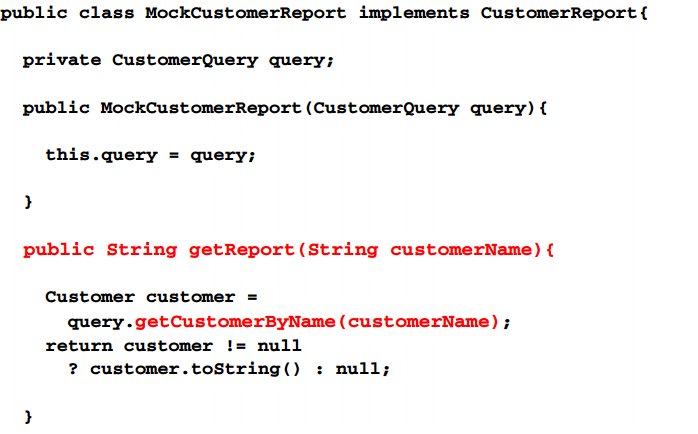 public class MockCustomerReport implements CustomerReport{
private CustomerQuery query;
public MockCustomerReport(CustomerQuery query){
this.query = query;
}
public String getReport(String customerName){
Customer customer =
query.getCustomerByName(customerName);
return customer != null
? customer.toString() : null;
}